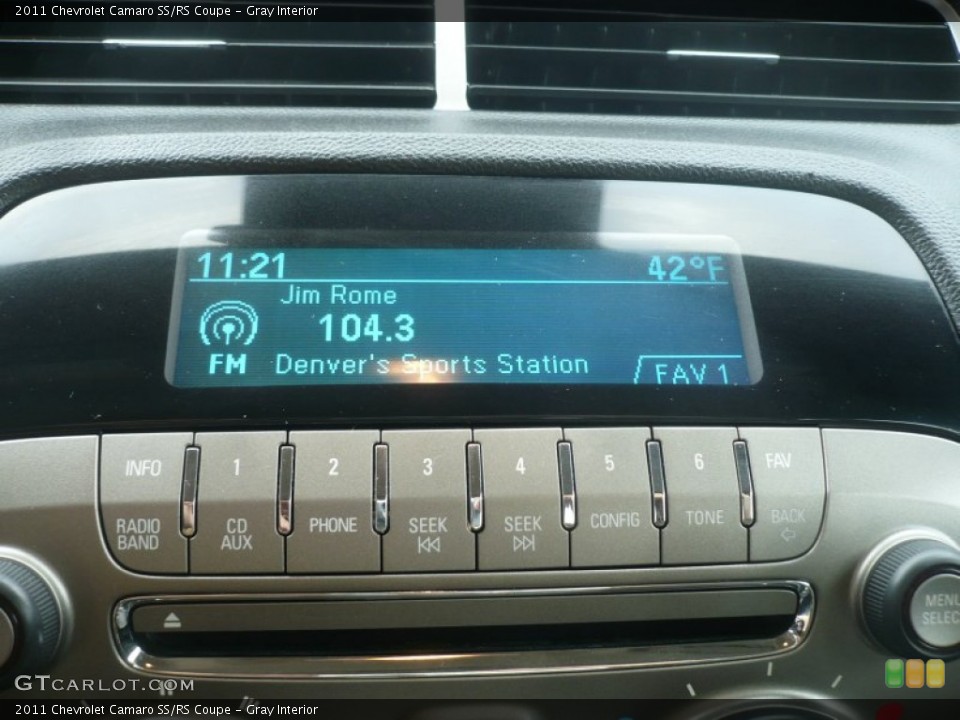 2011 Chevrolet Camaro SS/RS Coupe - Gray Interior
11:21 42°F
Jim Rome
104.3
FM Denver's Sports Station FAV 1
INFO 1 2 3 4 5 6 FAV
RADIO BAND CD AUX PHONE SEEK SEEK CONFIG TONE BACK
MENU
SELECT
GTCARLOT.COM
2011 Chevrolet Camaro SS/RS Coupe - Gray Interior